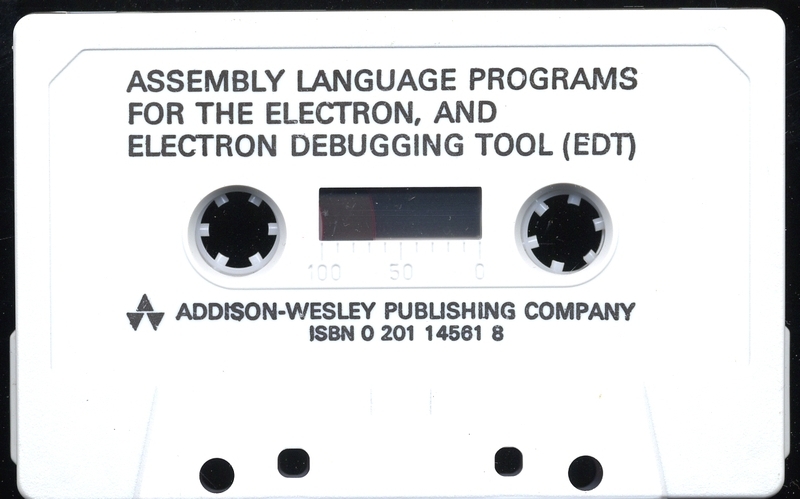 ASSEMBLY LANGUAGE PROGRAMS
FOR THE ELECTRON, AND
ELECTRON DEBUGGING TOOL (EDT)
100 50 0
ADDISON-WESLEY PUBLISHING COMPANY
ISBN 0 201 14561 8